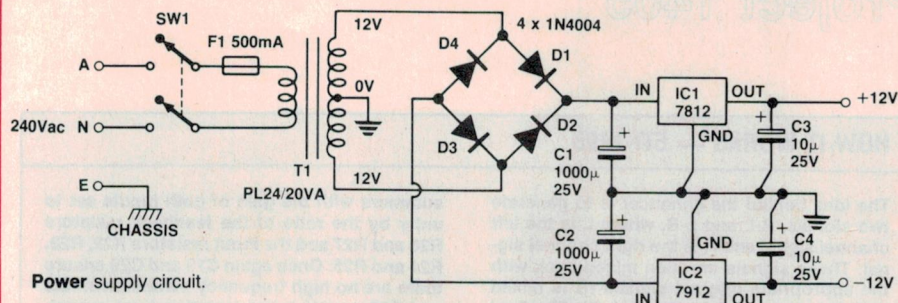 SW1
F1 500mA
A
N
240Vac
E
CHASSIS
12V
0V
12V
T1
PL24/20VA
4 x 1N4004
D4
D1
D3
D2
C1
1000µ
25V
+
C2
1000µ
25V
+
IN
IC1
7812
OUT
GND
+
C3
10µ
25V
+12V
GND
IN
IC2
7912
OUT
+
C4
10µ
25V
-12V
Power supply circuit.